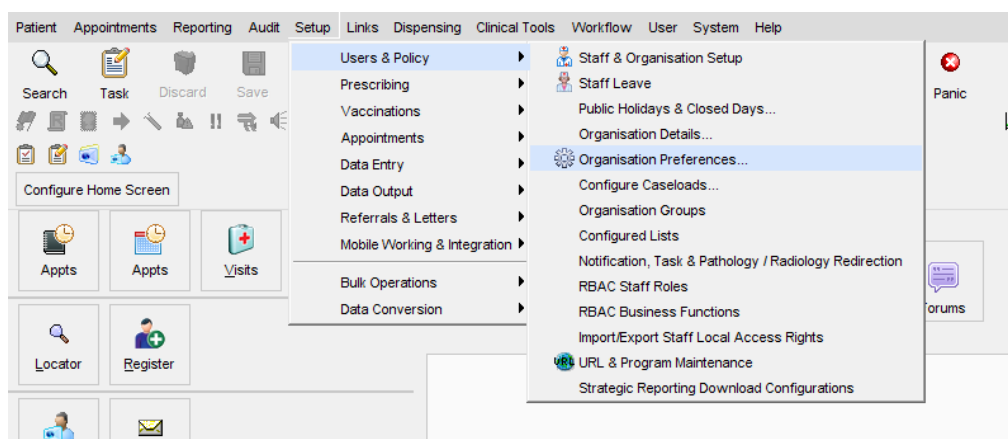 Patient Appointments Reporting Audit Setup Links Dispensing Clinical Tools Workflow User System Help
Search Task Discard Save
Configure Home Screen
Appts Appts Visits
Locator Register
Users & Policy
Prescribing
Vaccinations
Appointments
Data Entry
Data Output
Referrals & Letters
Mobile Working & Integration
Bulk Operations
Data Conversion
Staff & Organisation Setup
Staff Leave
Public Holidays & Closed Days...
Organisation Details...
Organisation Preferences...
Configure Caseloads...
Organisation Groups
Configured Lists
Notification, Task & Pathology / Radiology Redirection
RBAC Staff Roles
RBAC Business Functions
Import/Export Staff Local Access Rights
URL URL & Program Maintenance
Strategic Reporting Download Configurations
Panic
orums